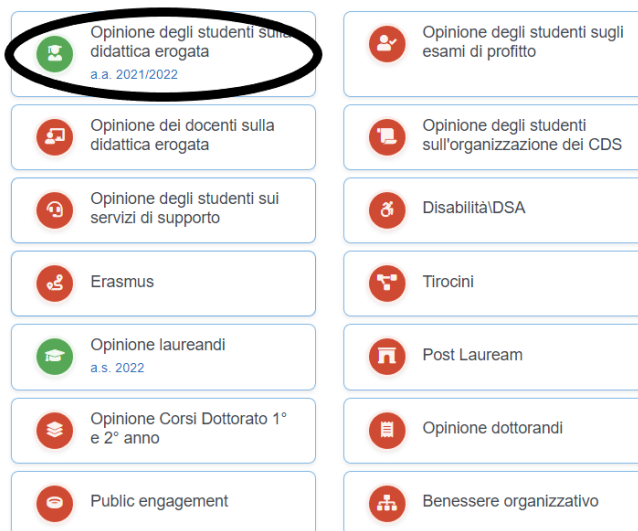 Opinione degli studenti sulla
didattica erogata
a.a. 2021/2022
Opinione degli studenti sugli
esami di profitto
Opinione dei docenti sulla
didattica erogata
Opinione degli studenti
sull'organizzazione dei CDS
Opinione degli studenti sui
servizi di supporto
Disabilità\DSA
Erasmus
Tirocini
Opinione laureandi
a.s. 2022
Post Lauream
Opinione Corsi Dottorato 1°
e 2° anno
Opinione dottorandi
Public engagement
Benessere organizzativo